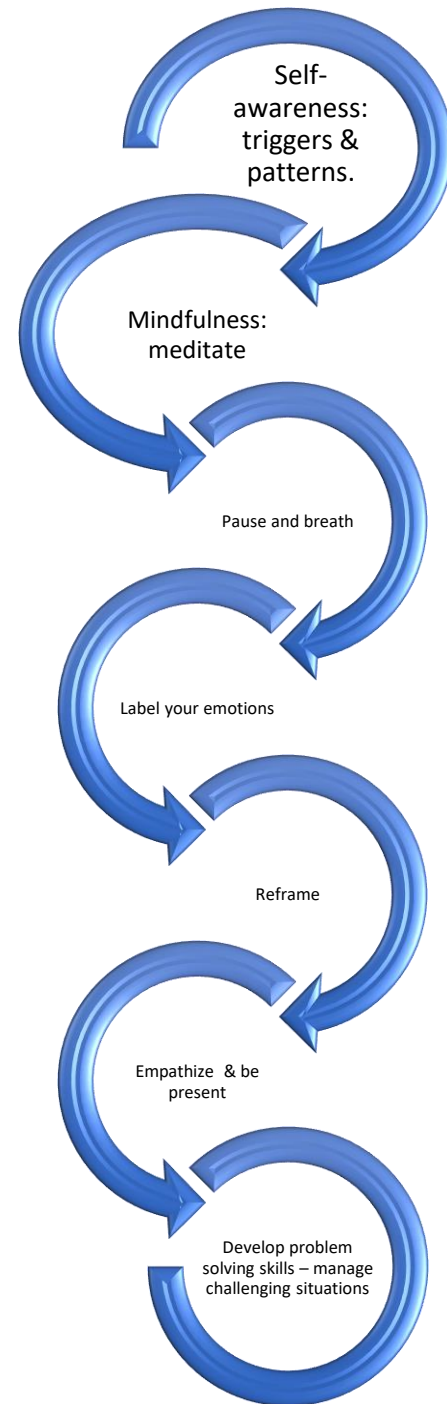 Self-
awareness:
triggers &
patterns.
Mindfulness:
meditate
Pause and breath
Label your emotions
Reframe
Empathize & be
present
Develop problem
solving skills – manage
challenging situations